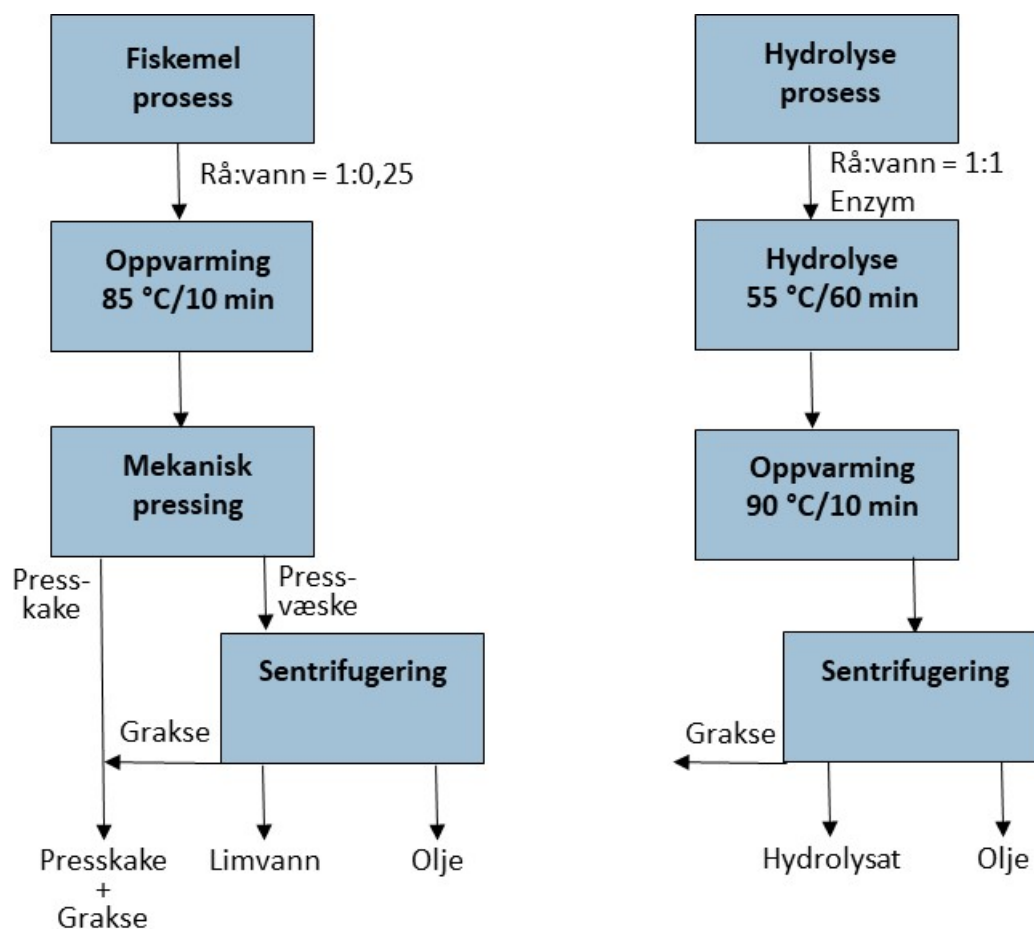 Fiskemel
prosess
Rå:vann = 1:0,25
Oppvarming
85 °C/10 min
Mekanisk
pressing
Press-
kake
Press-
væske
Sentrifugering
Grakse
Presskake
+
Grakse
Limvann
Olje
Hydrolyse
prosess
Rå:vann = 1:1
Enzym
Hydrolyse
55 °C/60 min
Oppvarming
90 °C/10 min
Sentrifugering
Grakse
Hydrolysat
Olje